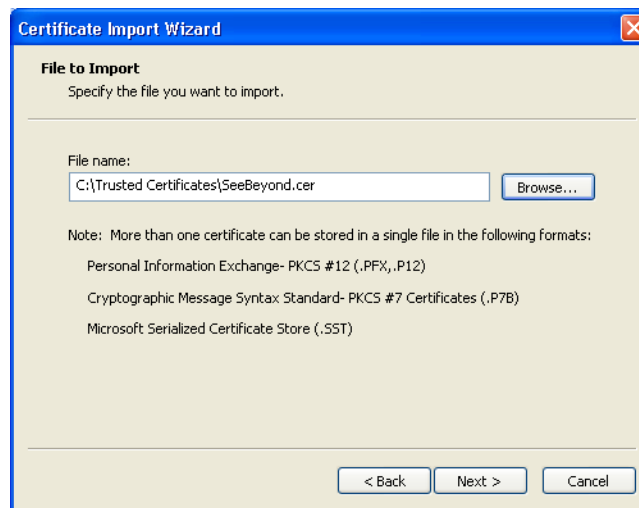 Certificate Import Wizard
File to Import
Specify the file you want to import.
File name:
C:\Trusted Certificates\SeeBeyond.cer
Browse...
Note:  More than one certificate can be stored in a single file in the following formats:
Personal Information Exchange- PKCS #12 (.PFX,.P12)
Cryptographic Message Syntax Standard- PKCS #7 Certificates (.P7B)
Microsoft Serialized Certificate Store (.SST)
< Back
Next >
Cancel